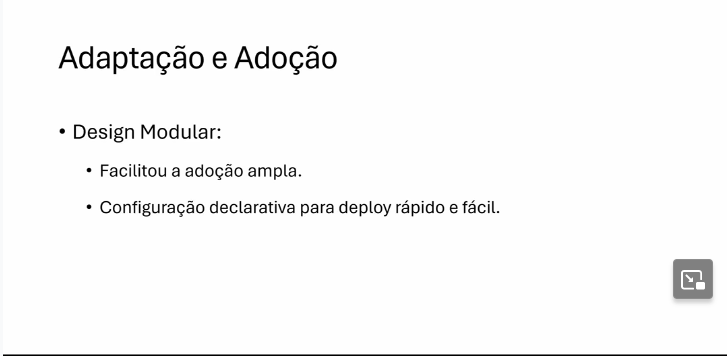 Adaptação e Adoção
• Design Modular:
• Facilitou a adoção ampla.
• Configuração declarativa para deploy rápido e fácil.